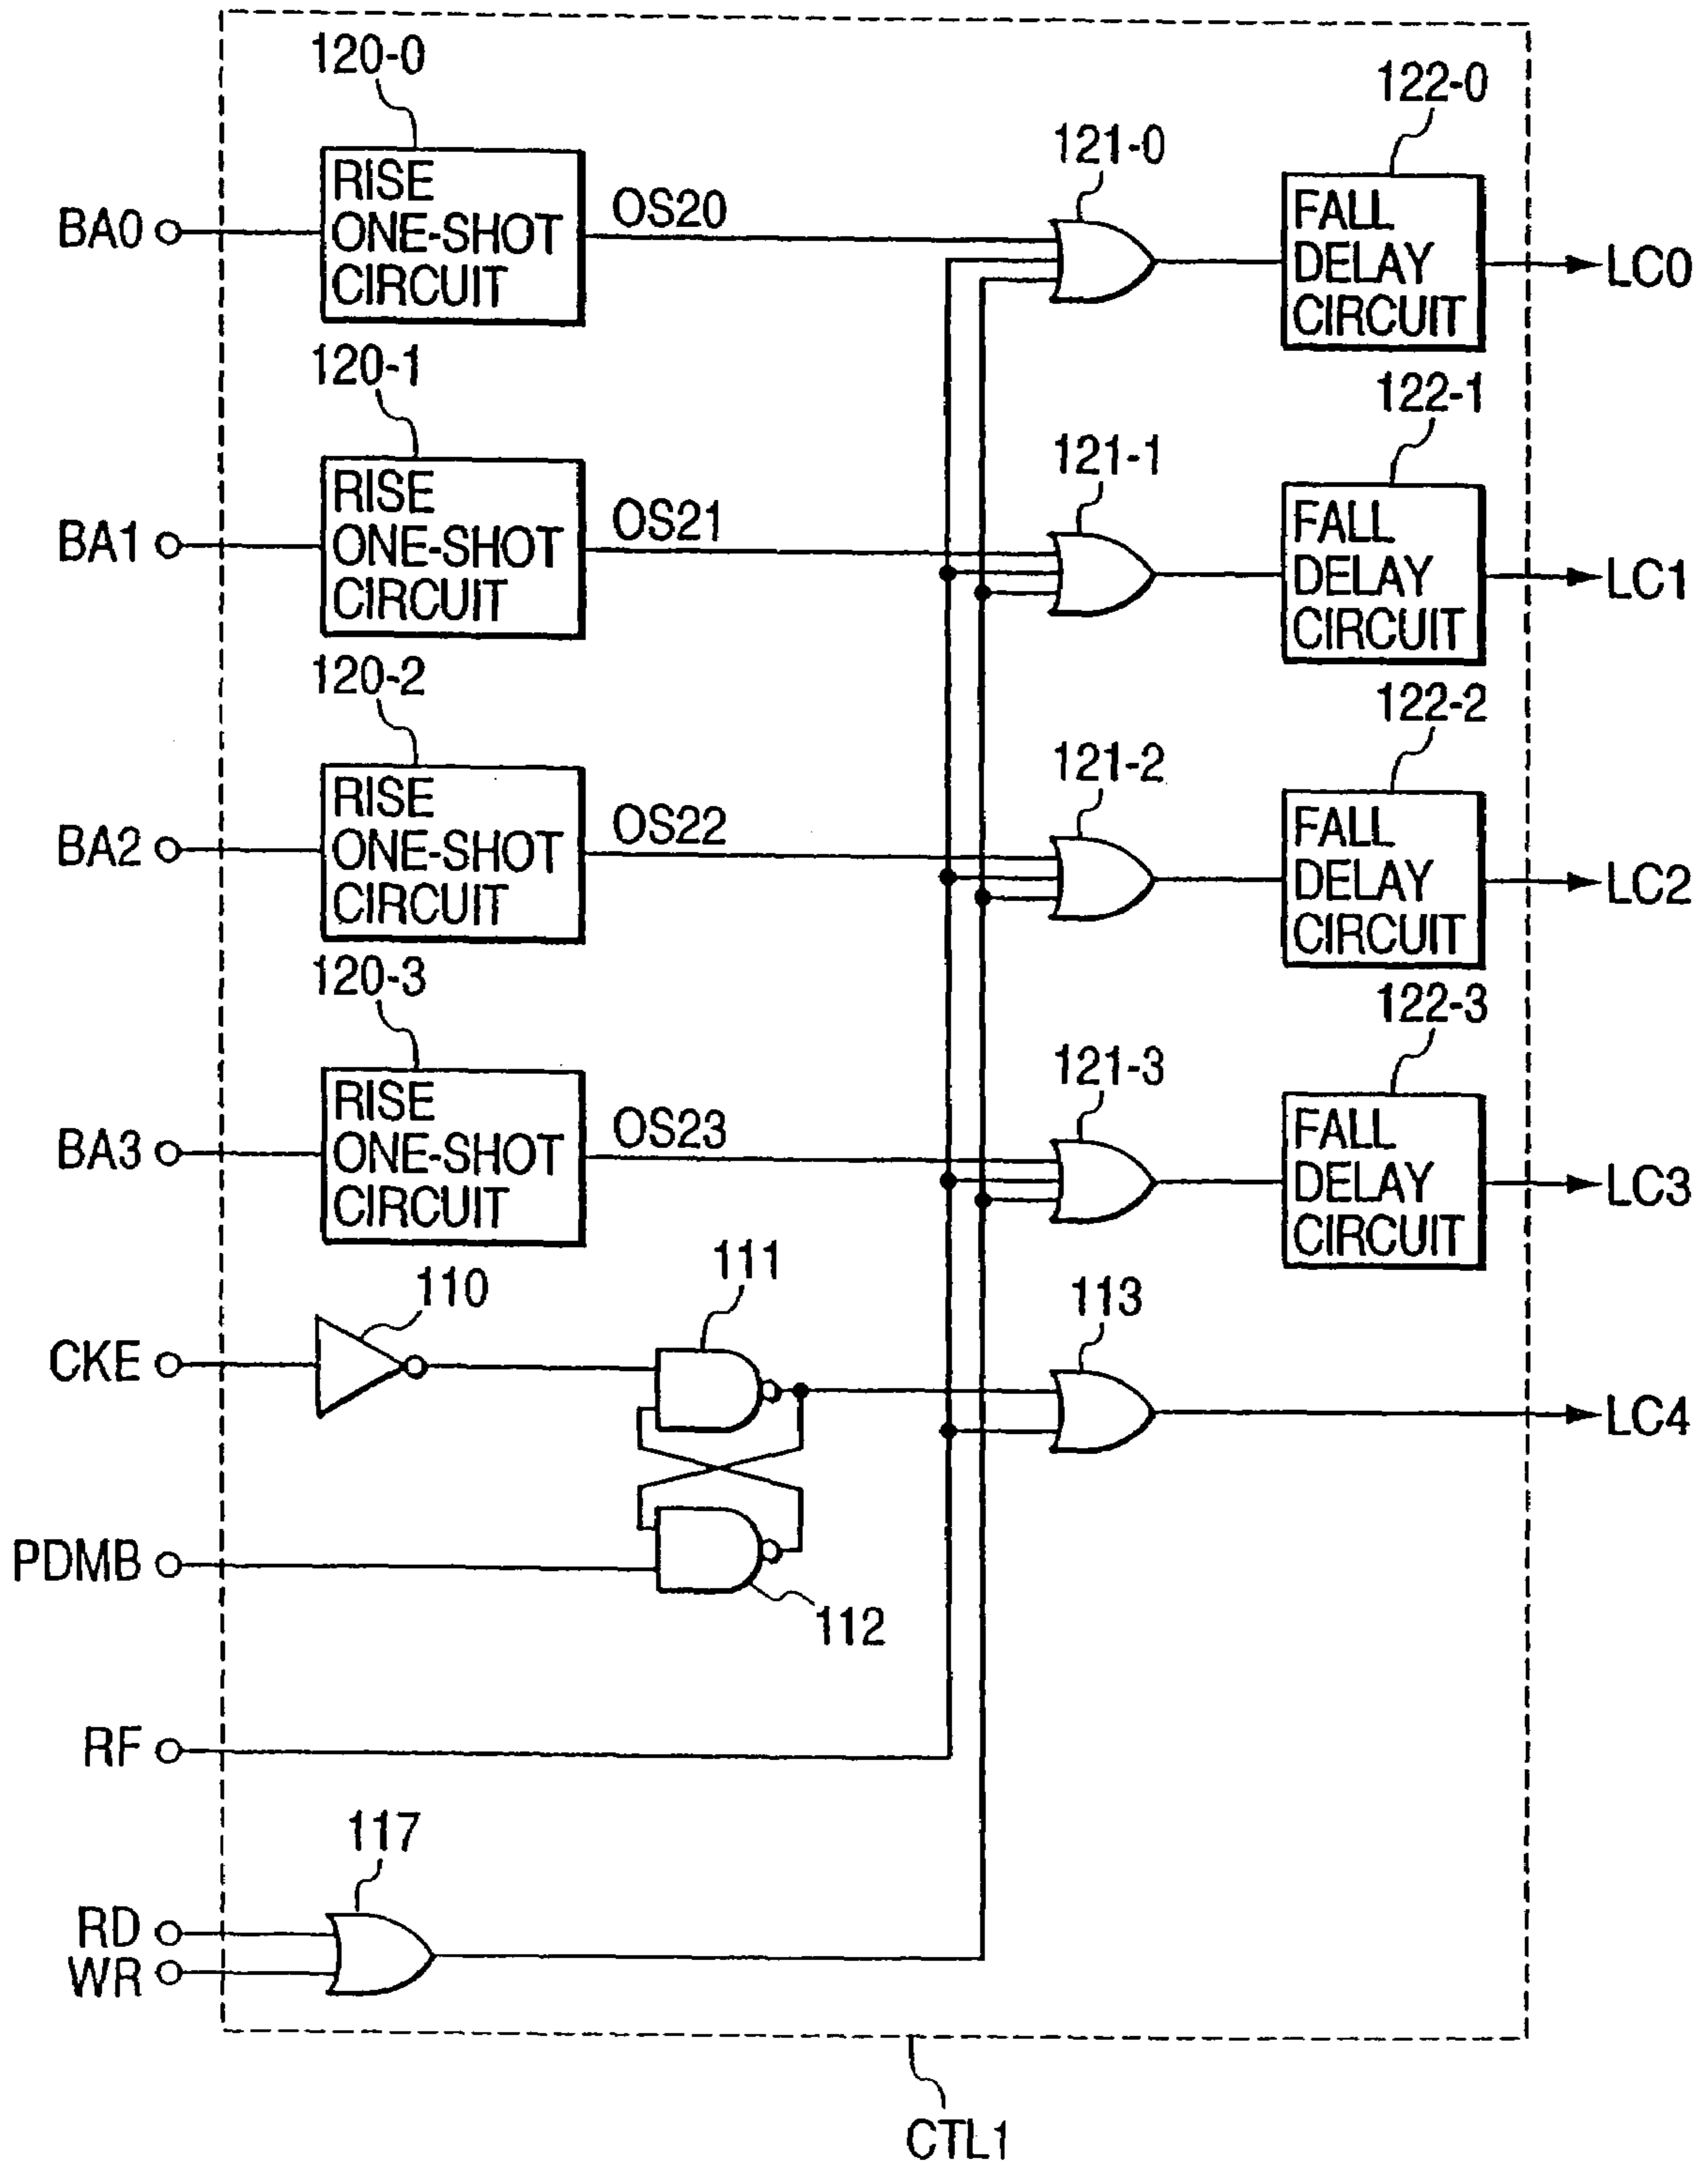 120-0
122-0
121-0
BA0
RISE
ONE-SHOT
CIRCUIT
OS20
FALL
DELAY
CIRCUIT
LC0
120-1
122-1
121-1
BA1
RISE
ONE-SHOT
CIRCUIT
OS21
FALL
DELAY
CIRCUIT
LC1
120-2
122-2
121-2
BA2
RISE
ONE-SHOT
CIRCUIT
OS22
FALL
DELAY
CIRCUIT
LC2
120-3
122-3
121-3
BA3
RISE
ONE-SHOT
CIRCUIT
OS23
FALL
DELAY
CIRCUIT
LC3
110
111
113
CKE
LC4
PDMB
112
RF
117
RD
WR
CTL1